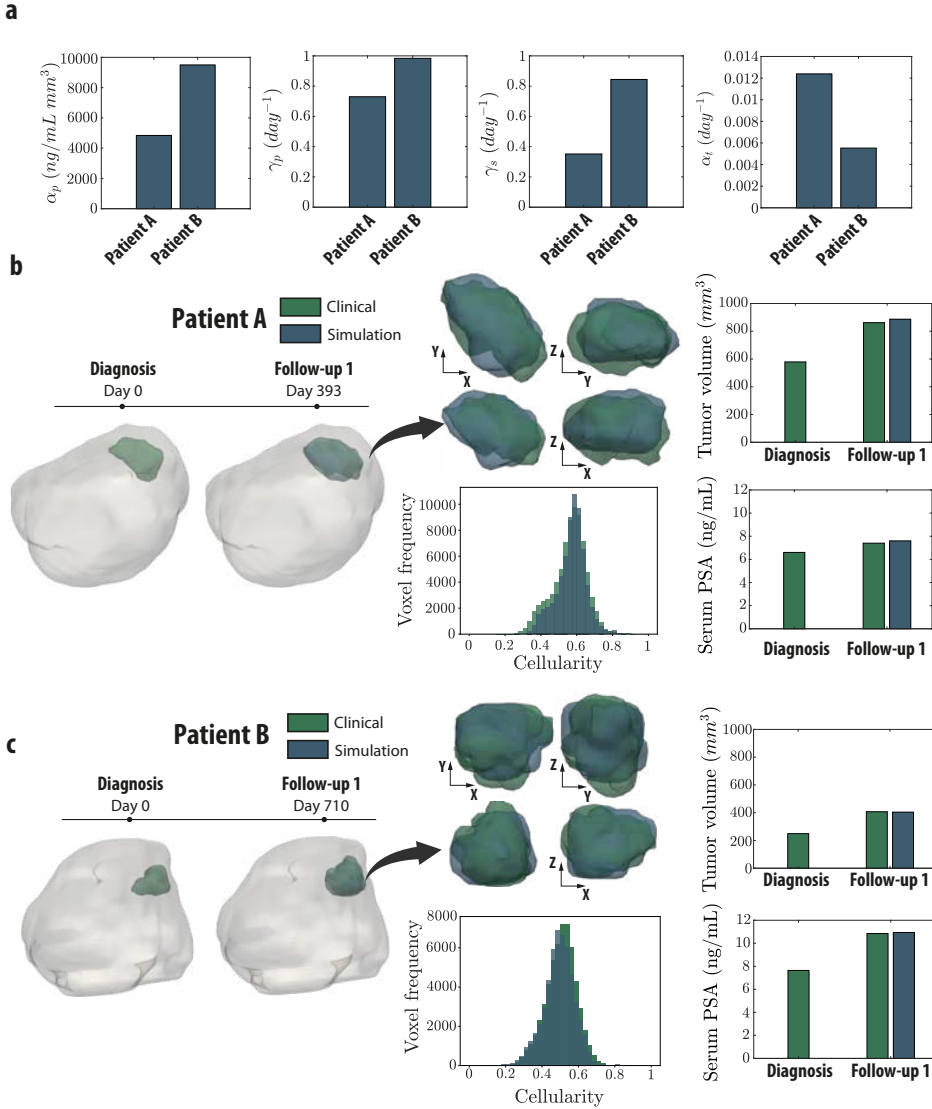 a
α_p (ng/mL mm³)
10000
8000
6000
4000
2000
0
Patient A
Patient B
γ_p (day⁻¹)
1
0.8
0.6
0.4
0.2
0
Patient A
Patient B
γ_s (day⁻¹)
1
0.8
0.6
0.4
0.2
0
Patient A
Patient B
α_t (day⁻¹)
0.014
0.012
0.01
0.008
0.006
0.004
0.002
0
Patient A
Patient B
b
Patient A
Clinical
Simulation
Diagnosis
Day 0
Follow-up 1
Day 393
Y
X
Z
Y
Z
X
Voxel frequency
10000
8000
6000
4000
2000
0
0 0.2 0.4 0.6 0.8 1
Cellularity
Tumor volume (mm³)
1000
800
600
400
200
0
Diagnosis Follow-up 1
Serum PSA (ng/mL)
12
10
8
6
4
2
0
Diagnosis Follow-up 1
c
Patient B
Clinical
Simulation
Diagnosis
Day 0
Follow-up 1
Day 710
Y
X
Z
Y
Z
X
Voxel frequency
8000
6000
4000
2000
0
0 0.2 0.4 0.6 0.8 1
Cellularity
Tumor volume (mm³)
1000
800
600
400
200
0
Diagnosis Follow-up 1
Serum PSA (ng/mL)
12
10
8
6
4
2
0
Diagnosis Follow-up 1